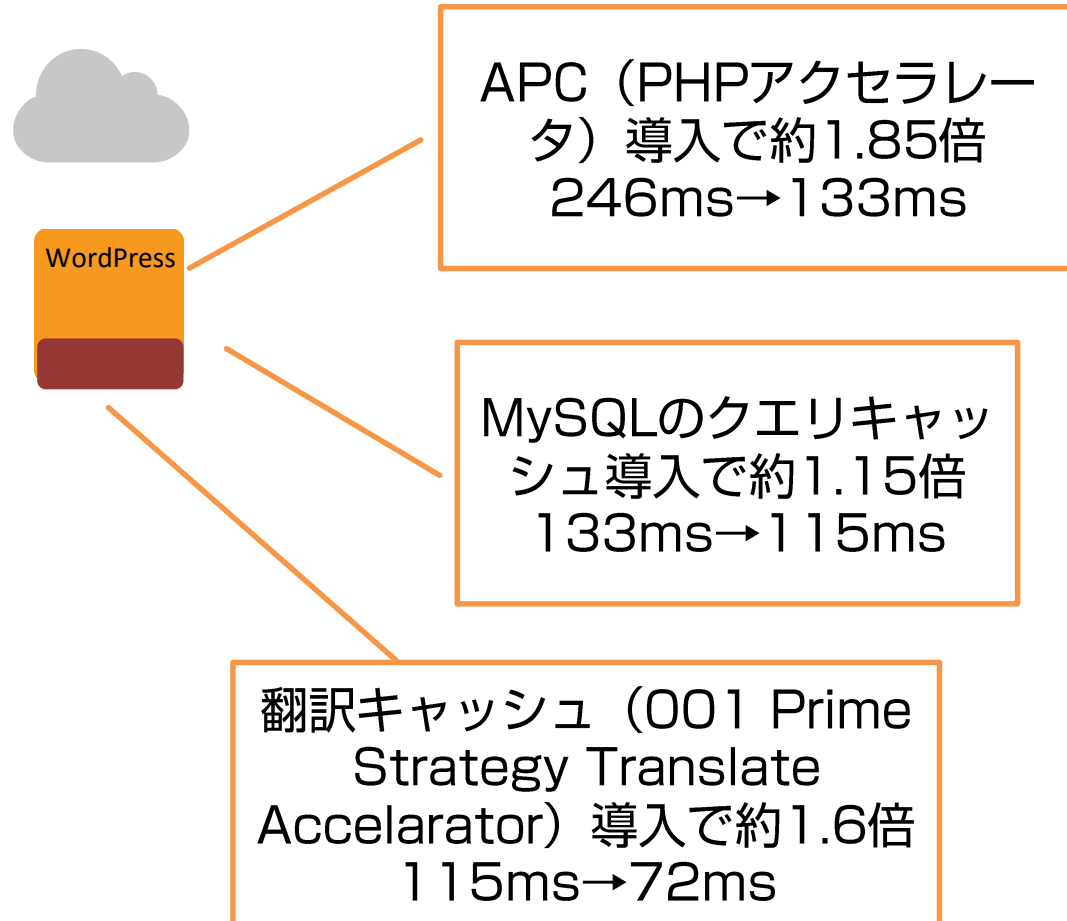 WordPress
APC（PHPアクセラレー
タ）導入で約1.85倍
246ms→133ms
MySQLのクエリキャッ
シュ導入で約1.15倍
133ms→115ms
翻訳キャッシュ（001 Prime
Strategy Translate
Accelarator）導入で約1.6倍
115ms→72ms